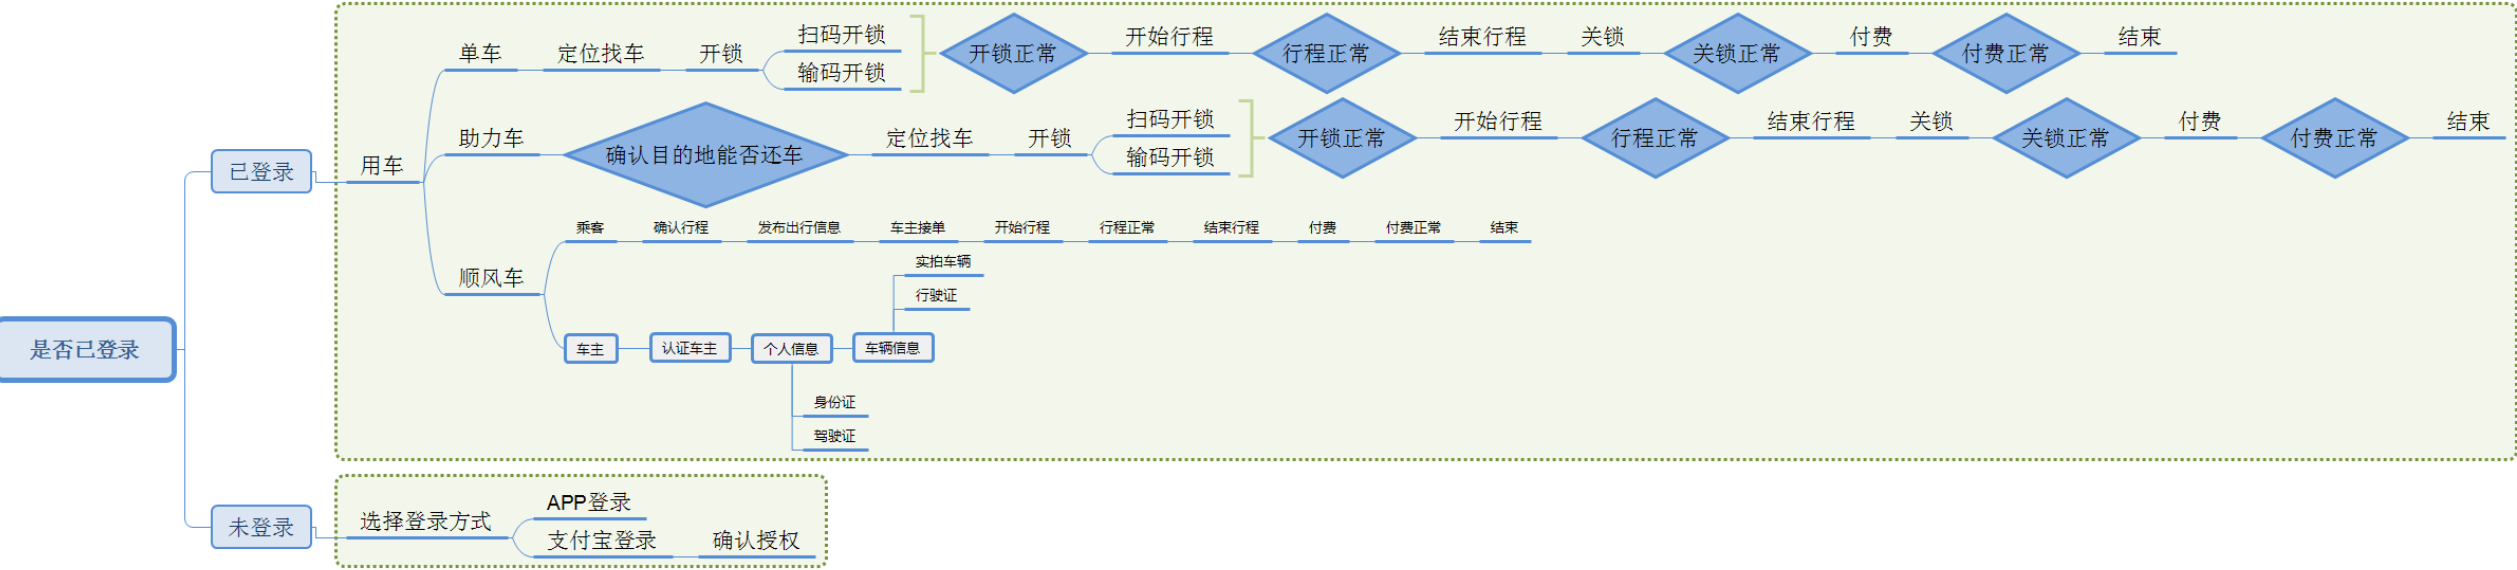 是否已登录
已登录
用车
单车
定位找车
开锁
扫码开锁
输码开锁
开锁正常
开始行程
行程正常
结束行程
关锁
关锁正常
付费
付费正常
结束
助力车
确认目的地能否还车
定位找车
开锁
扫码开锁
输码开锁
开锁正常
开始行程
行程正常
结束行程
关锁
关锁正常
付费
付费正常
结束
顺风车
乘客
确认行程
发布出行信息
车主接单
开始行程
行程正常
结束行程
付费
付费正常
结束
车主
认证车主
个人信息
身份证
驾驶证
车辆信息
实拍车辆
行驶证
未登录
选择登录方式
APP登录
支付宝登录
确认授权